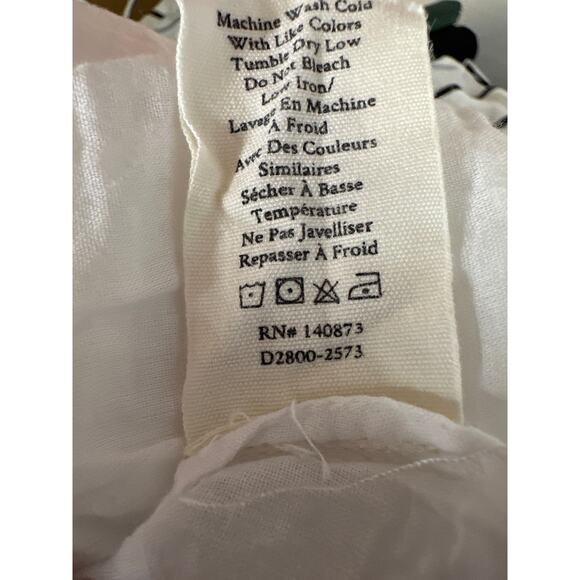 Machine Wash Cold
With Like Colors
Tumble Dry Low
Do Not Bleach
Low Iron/
Lavage En Machine
À Froid
Avec Des Couleurs
Similaires
Sécher À Basse
Température
Ne Pas Javelliser
Repasser À Froid
RN# 140873
D2800-2573